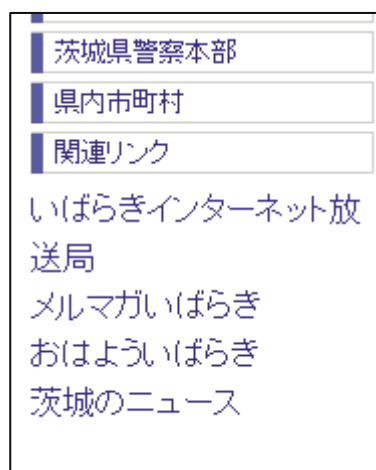 茨城県警察本部
県内市町村
関連リンク
いばらきインターネット放
送局
メルマガいばらき
おはよういばらき
茨城のニュース